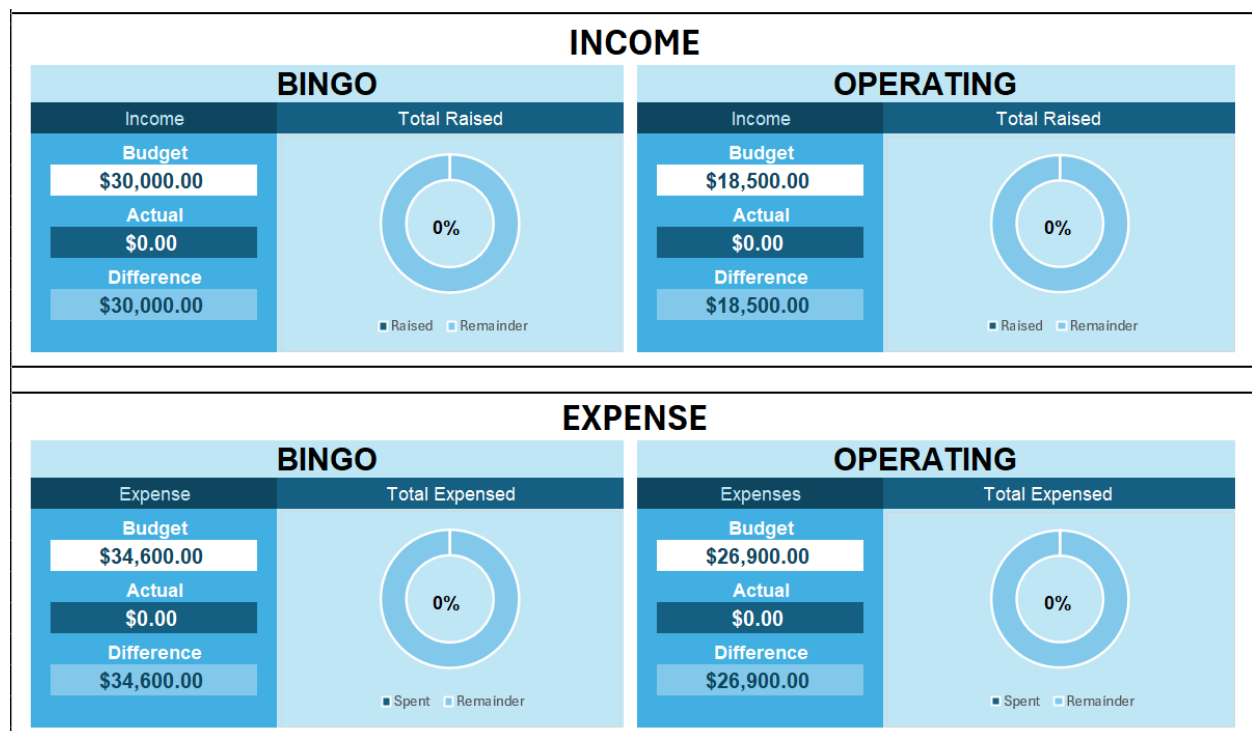 INCOME
BINGO
Income Total Raised
Budget
$30,000.00
Actual
$0.00
Difference
$30,000.00
0%
Raised Remainder
OPERATING
Income Total Raised
Budget
$18,500.00
Actual
$0.00
Difference
$18,500.00
0%
Raised Remainder
EXPENSE
BINGO
Expense Total Expensed
Budget
$34,600.00
Actual
$0.00
Difference
$34,600.00
0%
Spent Remainder
OPERATING
Expenses Total Expensed
Budget
$26,900.00
Actual
$0.00
Difference
$26,900.00
0%
Spent Remainder